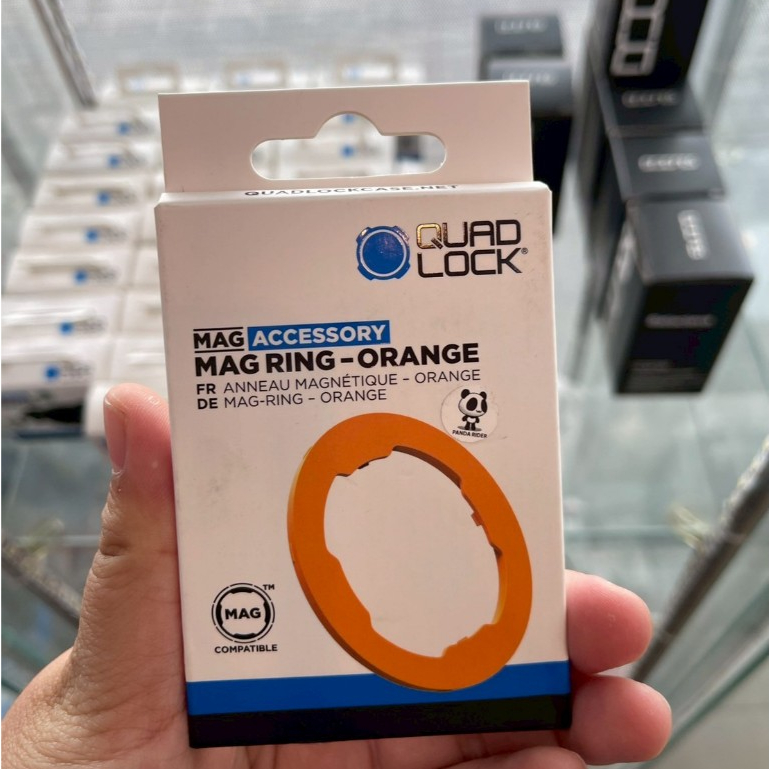 QUADLOCKCASE.NET
QUAD
LOCK®
MAG ACCESSORY
MAG RING – ORANGE
FR ANNEAU MAGNÉTIQUE – ORANGE
DE MAG-RING – ORANGE
PANDA RIDER
MAG™
COMPATIBLE